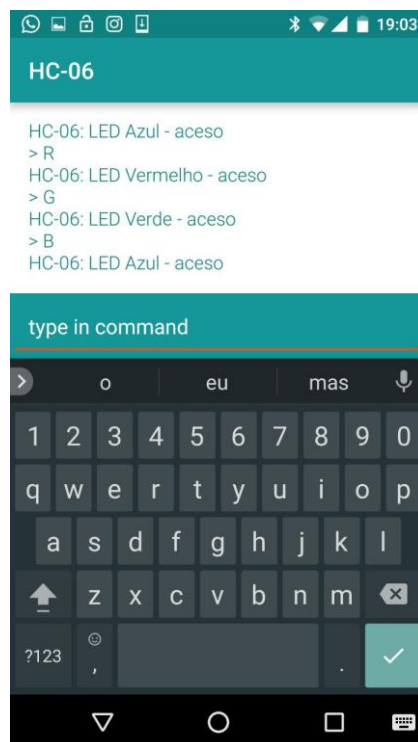 19:03
HC-06
HC-06: LED Azul - aceso
> R
HC-06: LED Vermelho - aceso
> G
HC-06: LED Verde - aceso
> B
HC-06: LED Azul - aceso
type in command
> o eu mas
1 2 3 4 5 6 7 8 9 0
q w e r t y u i o p
a s d f g h j k l
z x c v b n m
?123 , .